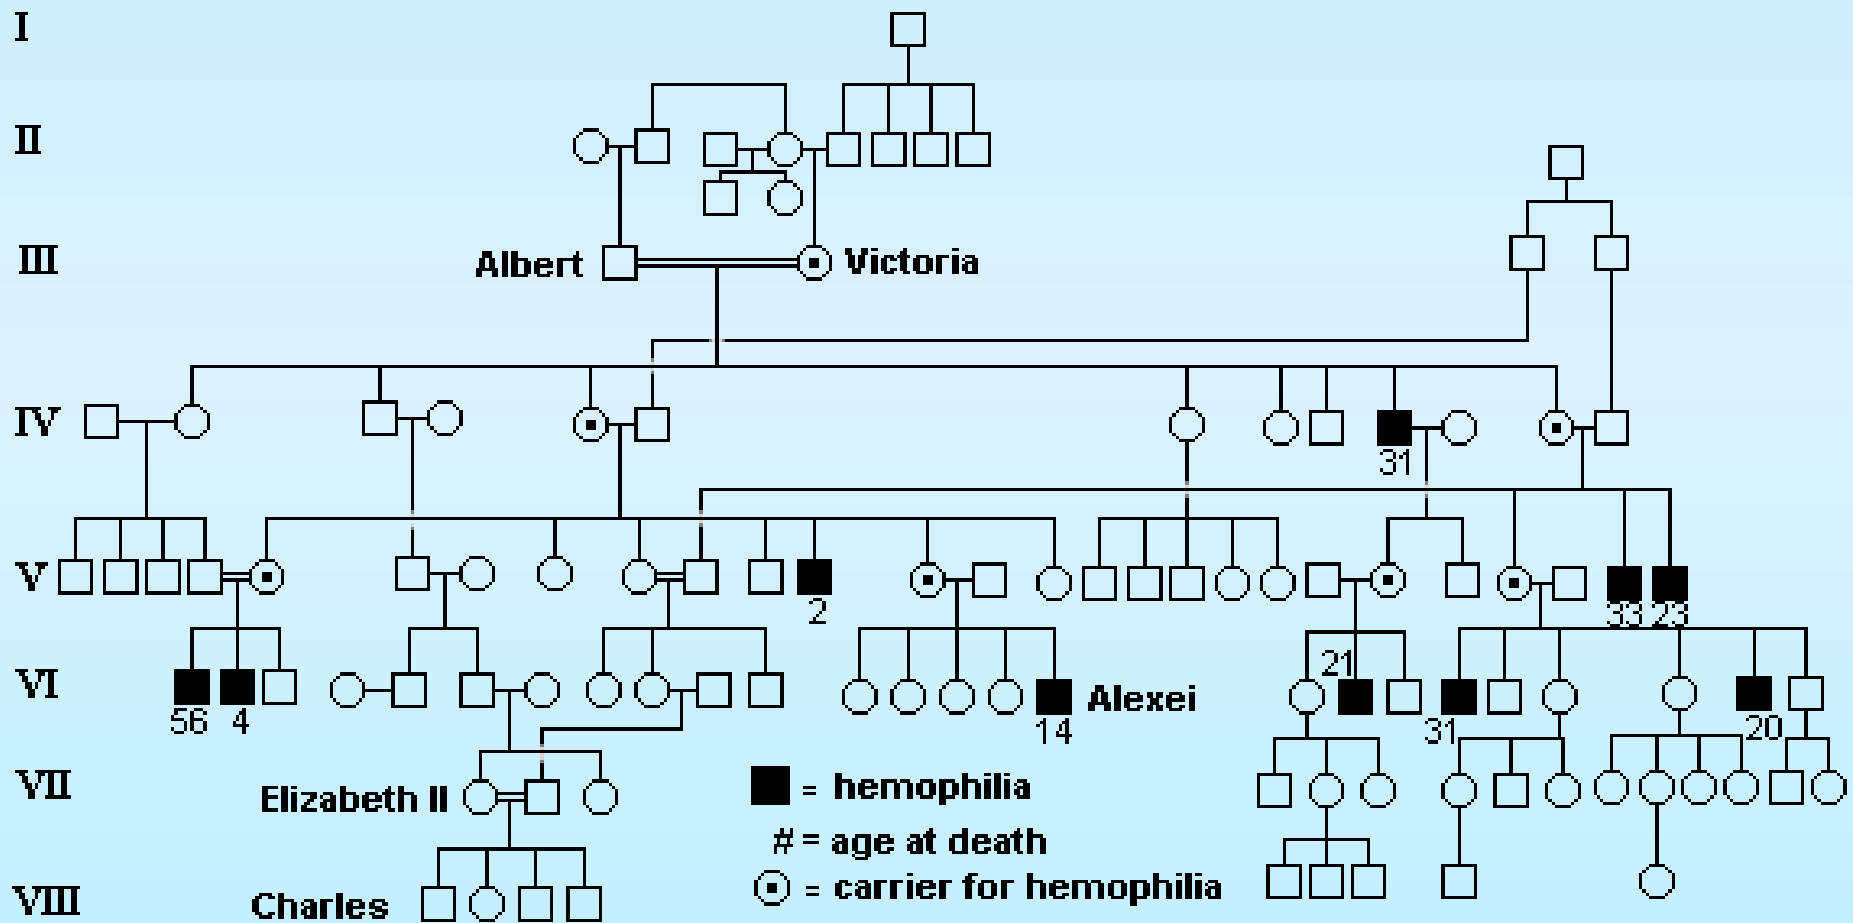 I
II
III
Albert
Victoria
IV
31
V
2
33 23
21
VI
56 4
Alexei
14
31
20
VII
Elizabeth II
= hemophilia
# = age at death
= carrier for hemophilia
VIII
Charles